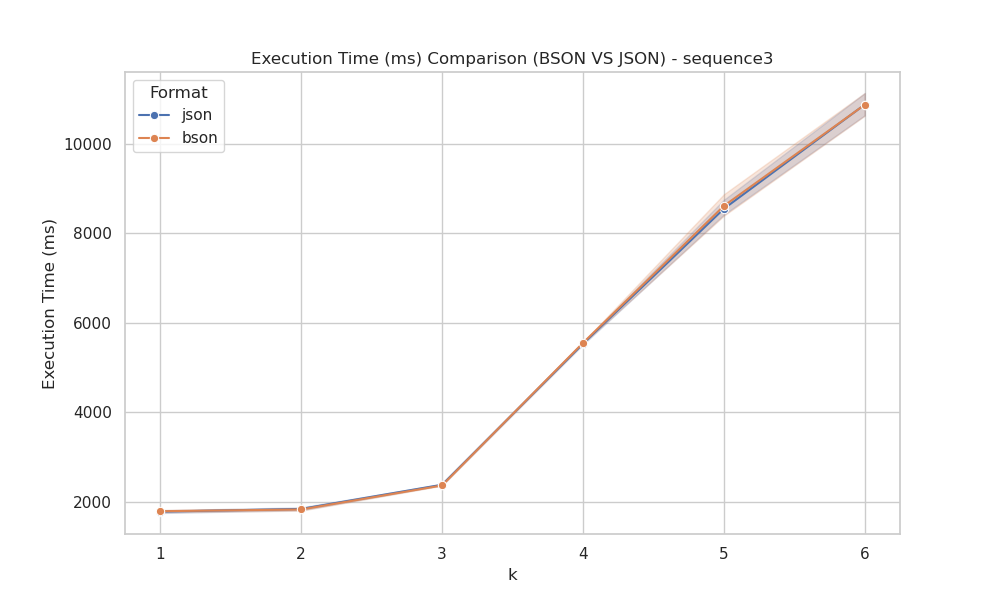 Execution Time (ms) Comparison (BSON VS JSON) - sequence3
Format
json
bson
Execution Time (ms)
10000
8000
6000
4000
2000
1 2 3 4 5 6
k